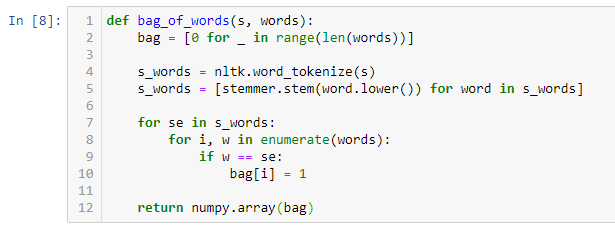 In [8]:
1 def bag_of_words(s, words):
2     bag = [0 for _ in range(len(words))]
3
4     s_words = nltk.word_tokenize(s)
5     s_words = [stemmer.stem(word.lower()) for word in s_words]
6
7     for se in s_words:
8         for i, w in enumerate(words):
9             if w == se:
10                 bag[i] = 1
11
12     return numpy.array(bag)